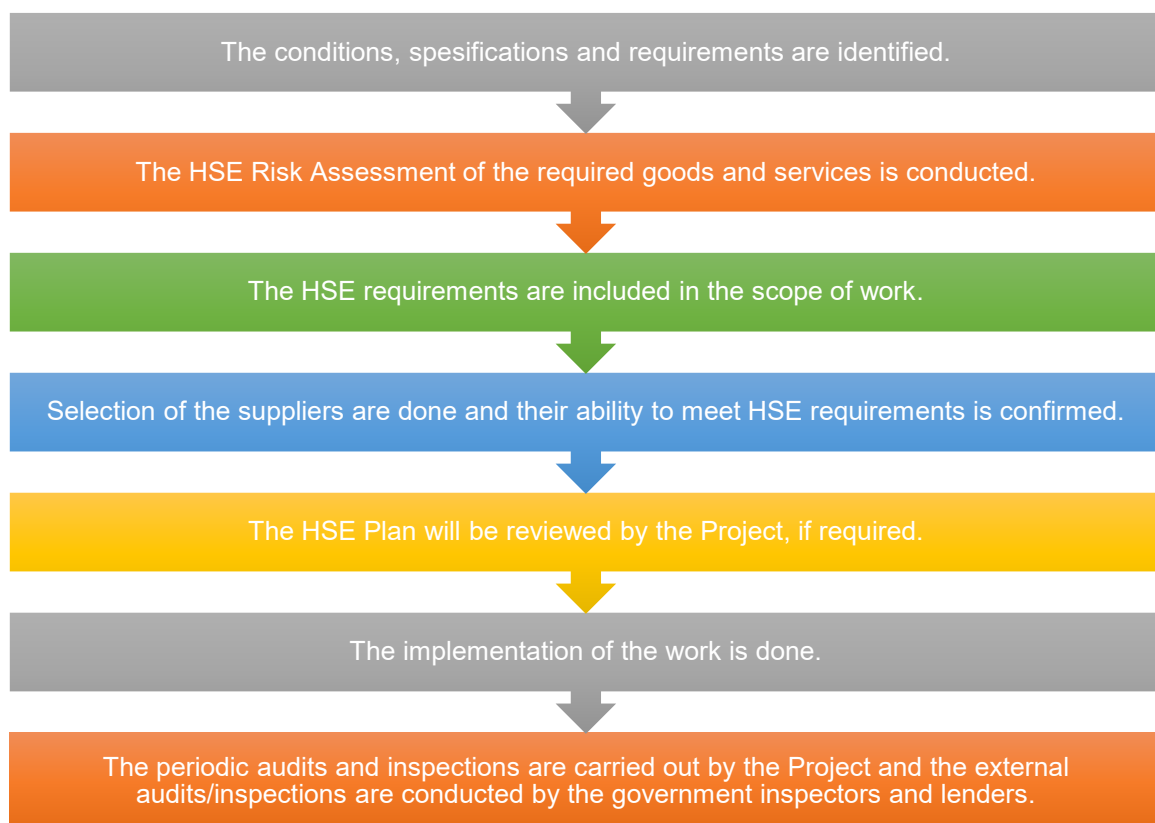 The conditions, spesifications and requirements are identified.
The HSE Risk Assessment of the required goods and services is conducted.
The HSE requirements are included in the scope of work.
Selection of the suppliers are done and their ability to meet HSE requirements is confirmed.
The HSE Plan will be reviewed by the Project, if required.
The implementation of the work is done.
The periodic audits and inspections are carried out by the Project and the external
audits/inspections are conducted by the government inspectors and lenders.